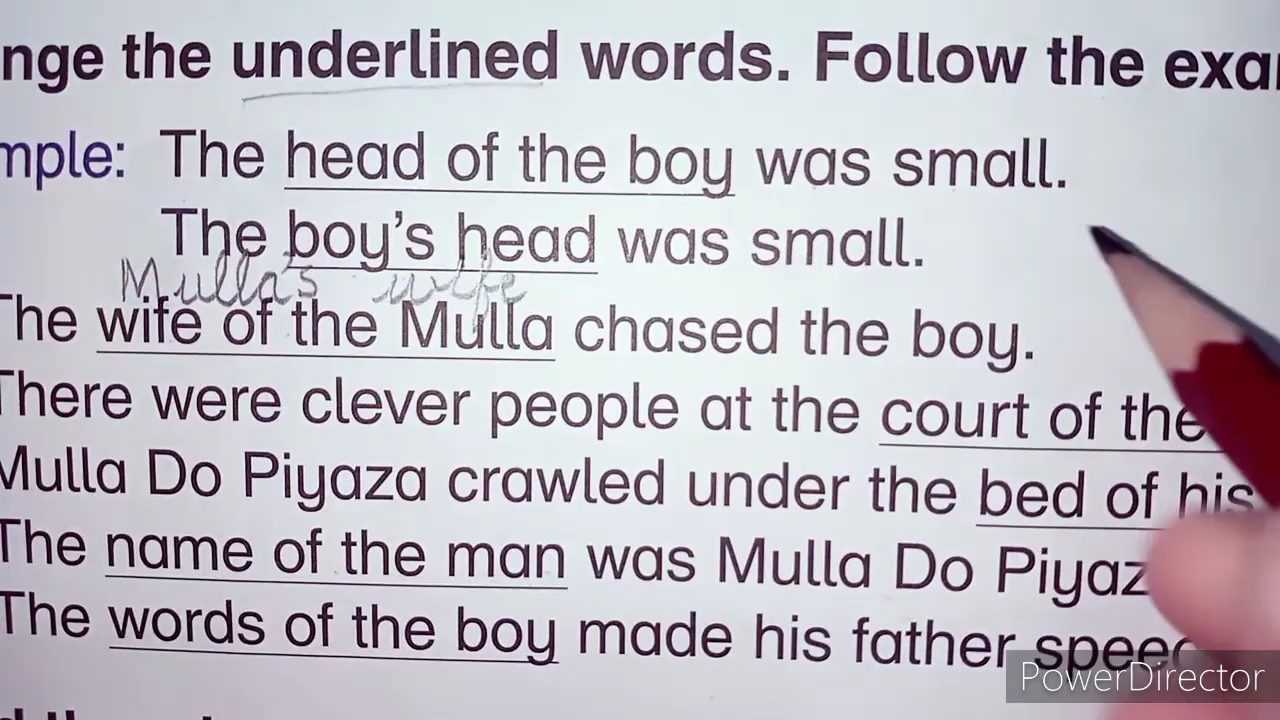 nge the underlined words. Follow the exa
mple: The head of the boy was small.
The boy's head was small.
Mulla's wife
The wife of the Mulla chased the boy.
There were clever people at the court of the
Mulla Do Piyaza crawled under the bed of his
The name of the man was Mulla Do Piyaz
The words of the boy made his father speec
PowerDirector